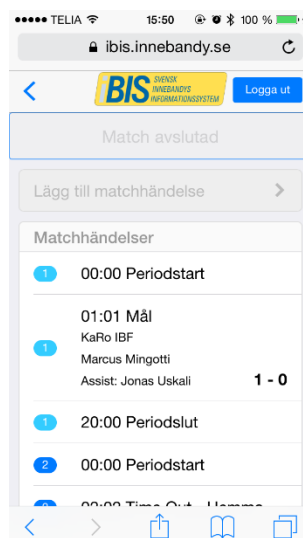 TELIA 15:50 100 %
ibis.innebandy.se
BIS SVENSK INNEBANDYS INFORMATIONSSYSTEM
Logga ut
Match avslutad
Lägg till matchhändelse
Matchhändelser
1 00:00 Periodstart
01:01 Mål
KaRo IBF
1
Marcus Mingotti
Assist: Jonas Uskali 1 - 0
1 20:00 Periodslut
2 00:00 Periodstart